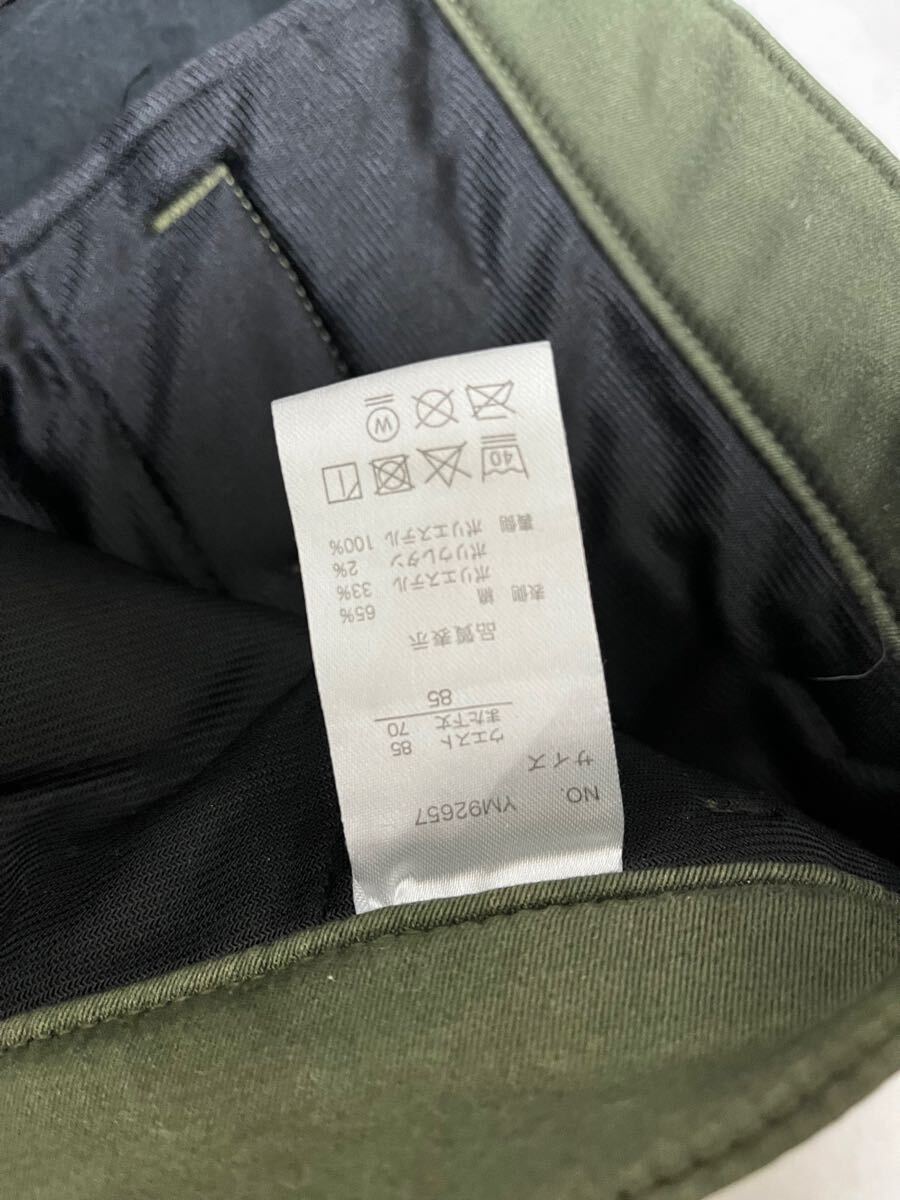 NO. YM92657
サイズ
ウエスト 85
また下丈 70
85
品質表示
表側 綿 65%
ポリエステル 33%
ポリウレタン 2%
裏側 ポリエステル 100%
40
W